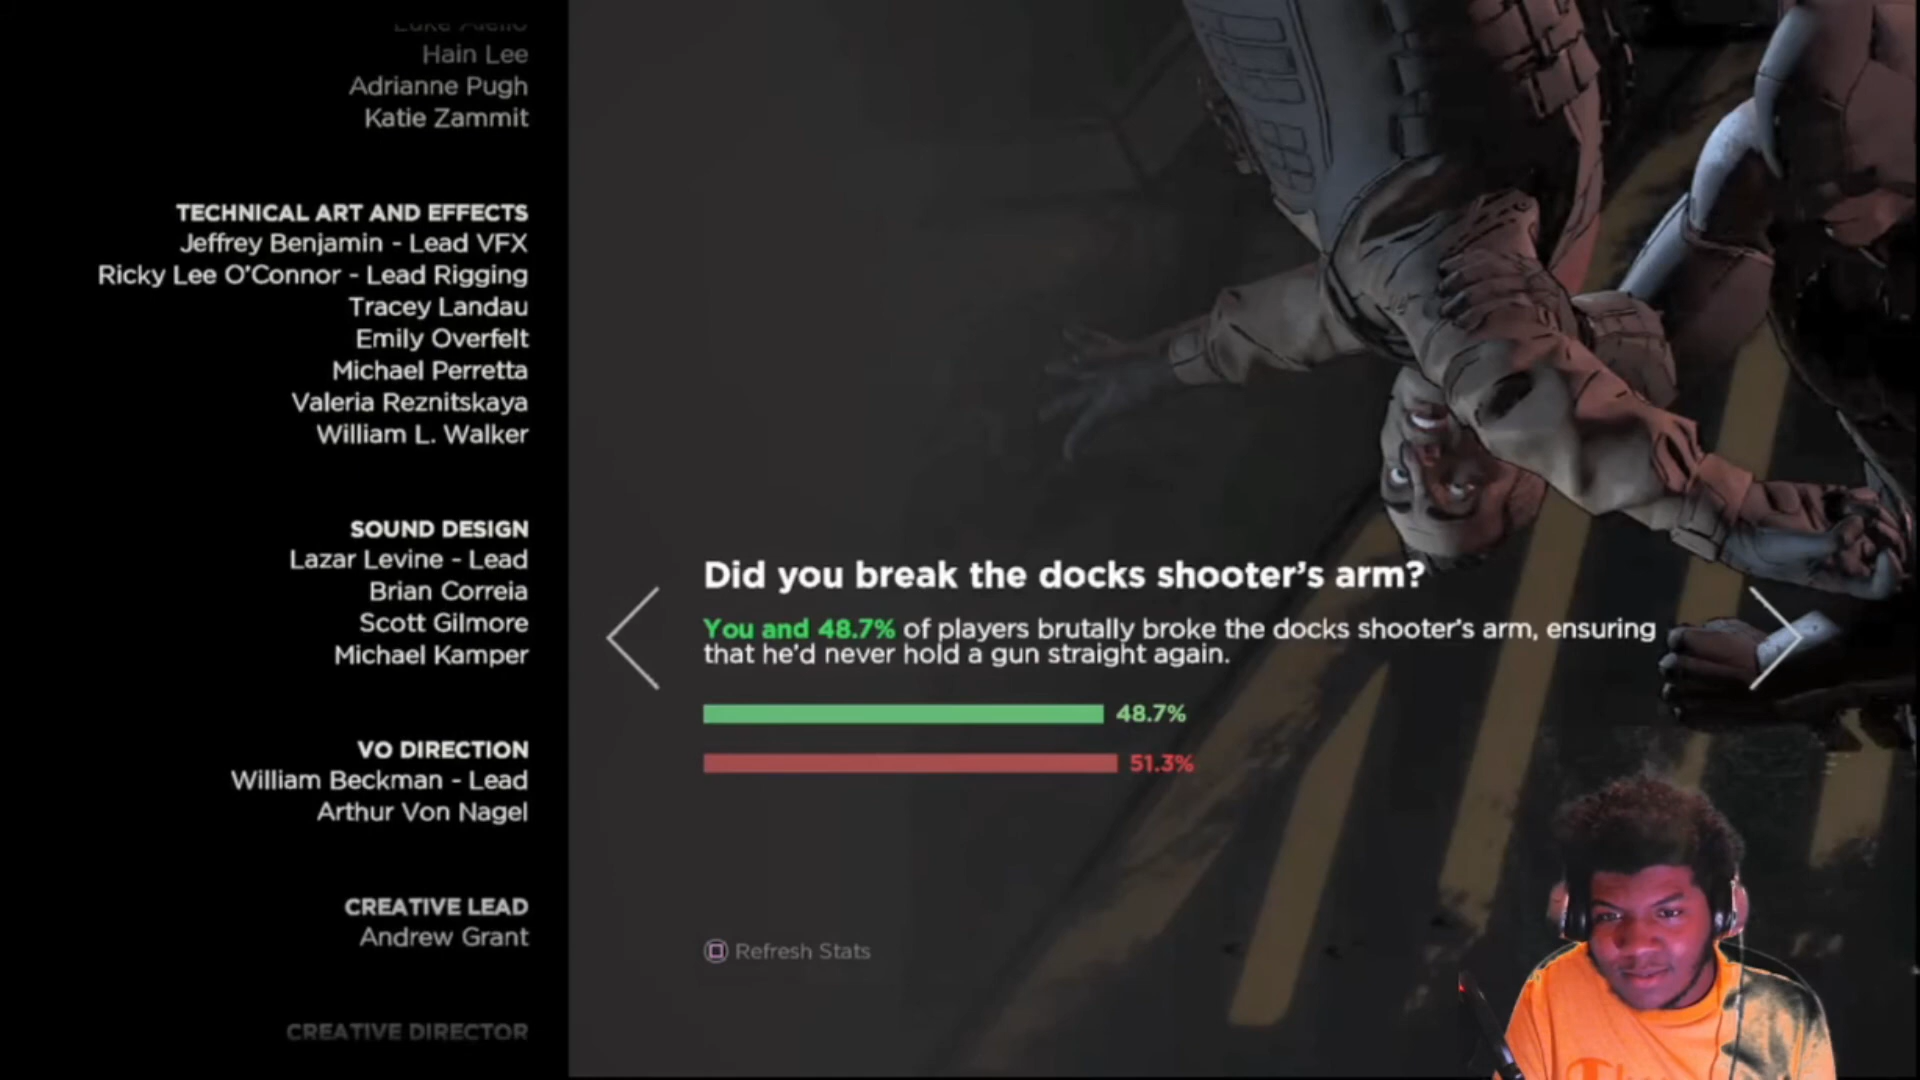 Hain Lee
Adrianne Pugh
Katie Zammit
TECHNICAL ART AND EFFECTS
Jeffrey Benjamin - Lead VFX
Ricky Lee O'Connor - Lead Rigging
Tracey Landau
Emily Overfelt
Michael Perretta
Valeria Reznitskaya
William L. Walker
SOUND DESIGN
Lazar Levine - Lead
Brian Correia
Scott Gilmore
Michael Kamper
VO DIRECTION
William Beckman - Lead
Arthur Von Nagel
CREATIVE LEAD
Andrew Grant
CREATIVE DIRECTOR
Did you break the docks shooter's arm?
You and 48.7% of players brutally broke the docks shooter's arm, ensuring
that he'd never hold a gun straight again.
48.7%
51.3%
Refresh Stats